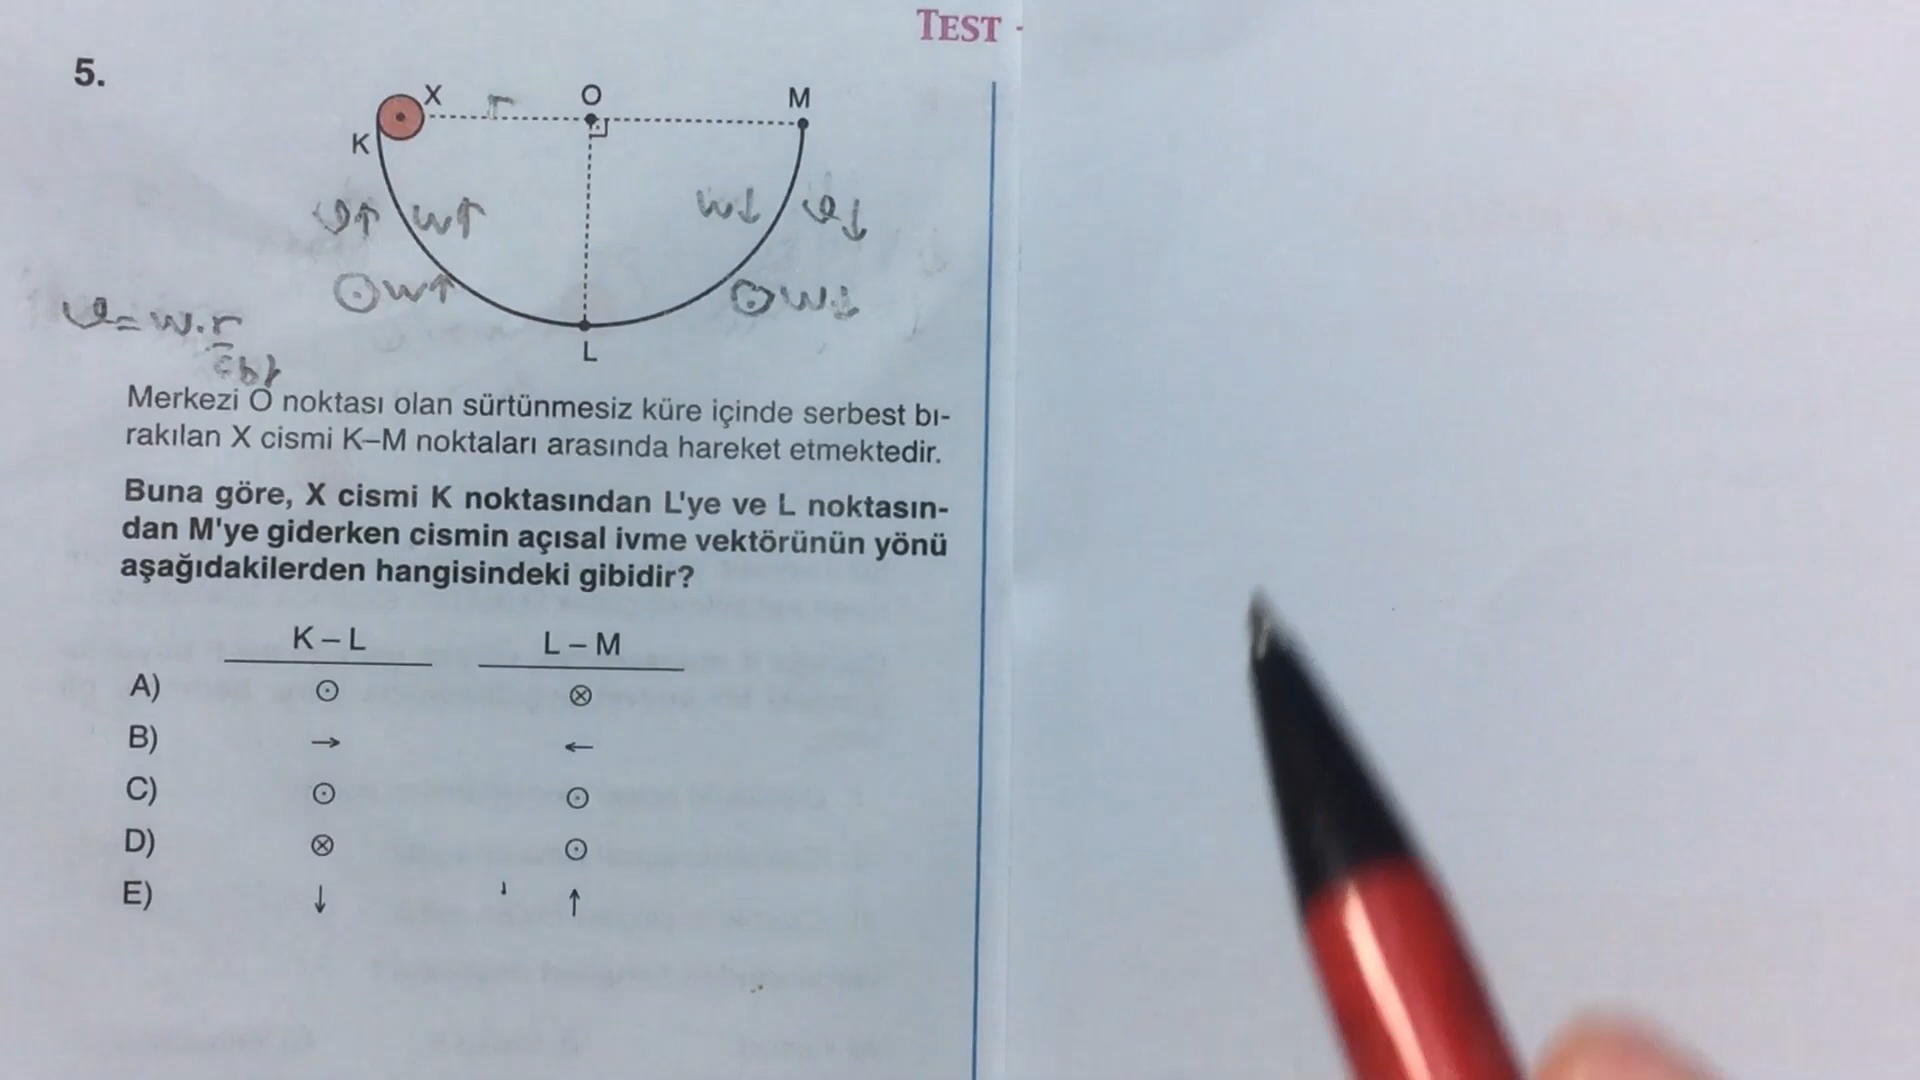 TEST -
5.
X r O M
K
ϑ↑ w↑ w↓ ϑ↓
⊙w↑ ⊙w↓
ϑ=w.r
L
Merkezi O noktası olan sürtünmesiz küre içinde serbest bı-
rakılan X cismi K–M noktaları arasında hareket etmektedir.
Buna göre, X cismi K noktasından L'ye ve L noktasın-
dan M'ye giderken cismin açısal ivme vektörünün yönü
aşağıdakilerden hangisindeki gibidir?
K – L L – M
A) ⊙ ⊗
B) → ←
C) ⊙ ⊙
D) ⊗ ⊙
E) ↓ ↑